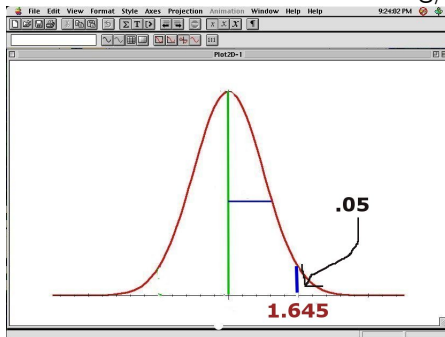 File Edit View Format Style Axes Projection Animation Window Help Help 9:24:02 PM
Plot2D-1
.05
1.645